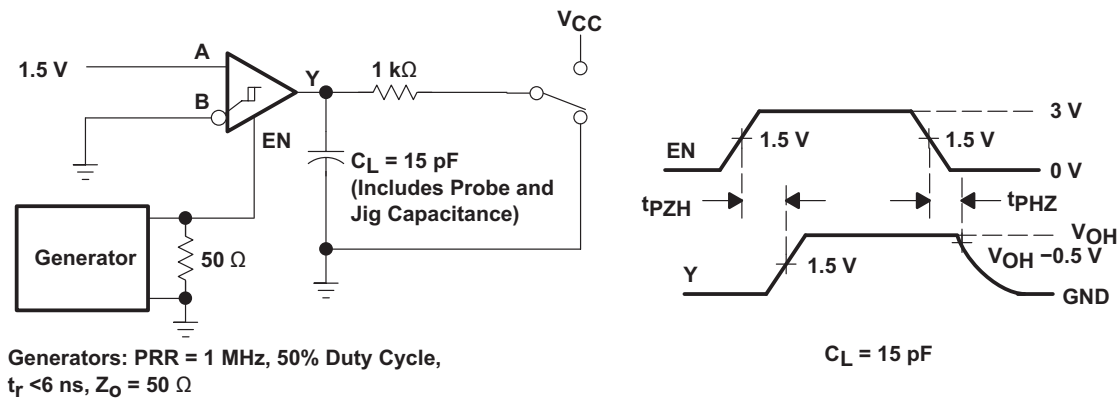 VCC
A
1.5 V
Y
1 kΩ
B
EN
CL = 15 pF
(Includes Probe and
Jig Capacitance)
Generator
50 Ω
Generators: PRR = 1 MHz, 50% Duty Cycle,
tr <6 ns, Zo = 50 Ω
3 V
1.5 V
1.5 V
EN
0 V
tPZH
tPHZ
VOH
VOH −0.5 V
1.5 V
Y
GND
CL = 15 pF